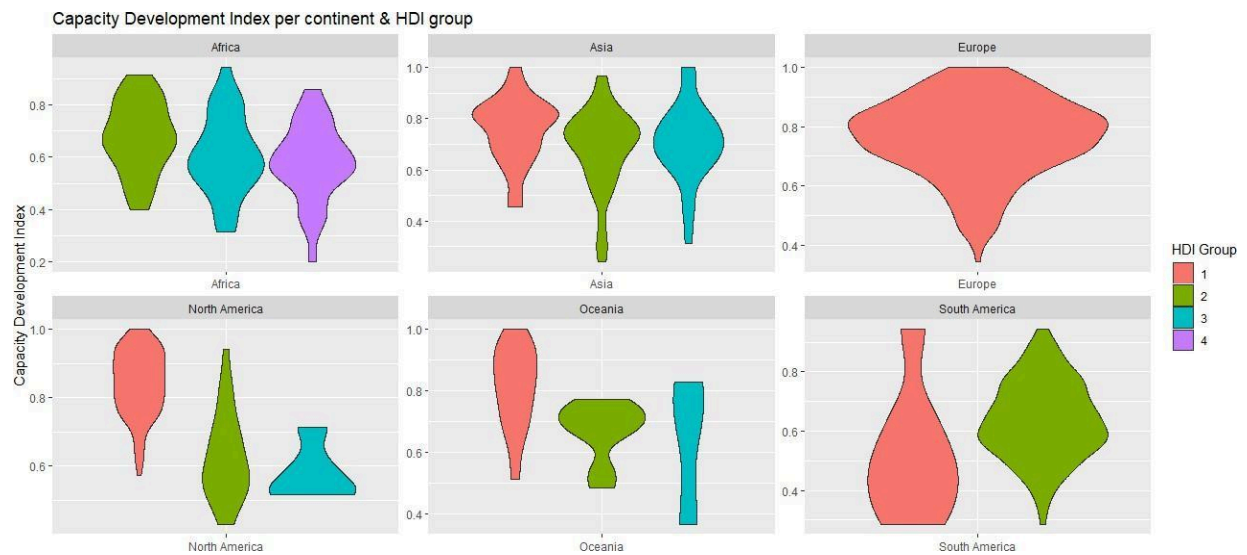 Capacity Development Index per continent & HDI group
Africa
Asia
Europe
Capacity Development Index
0.8
0.6
0.4
0.2
1.0
0.8
0.6
0.4
1.0
0.8
0.6
0.4
Africa
Asia
Europe
North America
Oceania
South America
1.0
0.8
0.6
1.0
0.8
0.6
0.4
0.8
0.6
0.4
North America
Oceania
South America
HDI Group
1
2
3
4